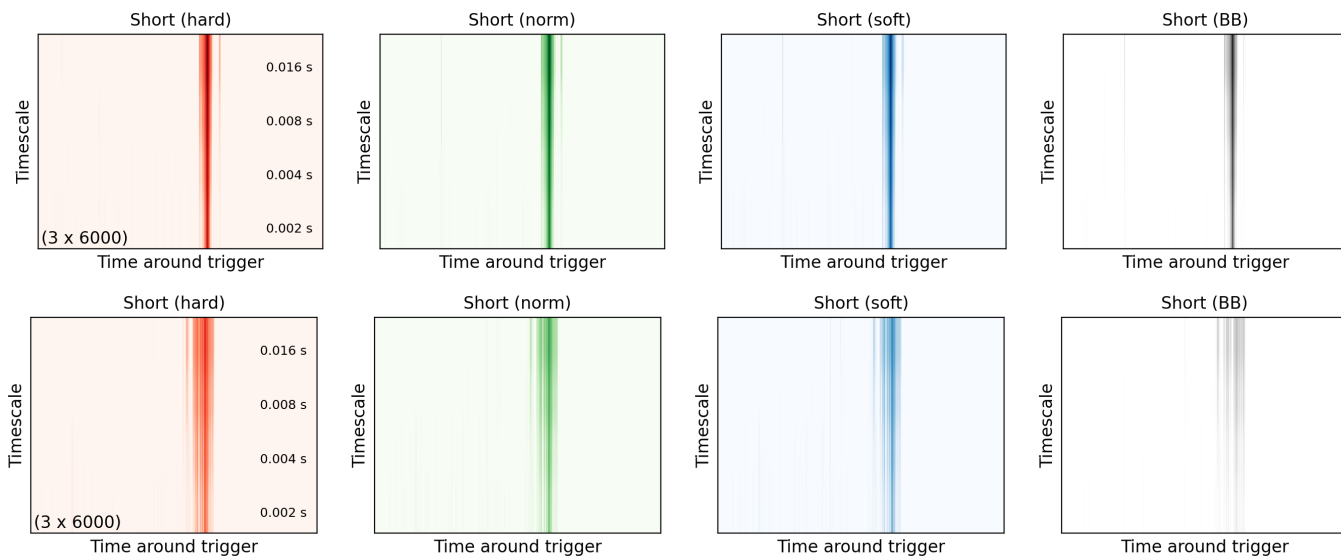 Short (hard)
Short (norm)
Short (soft)
Short (BB)
Timescale
0.016 s
0.008 s
0.004 s
0.002 s
(3 x 6000)
Timescale
Timescale
Timescale
Time around trigger
Time around trigger
Time around trigger
Time around trigger
Short (hard)
Short (norm)
Short (soft)
Short (BB)
Timescale
0.016 s
0.008 s
0.004 s
0.002 s
(3 x 6000)
Timescale
Timescale
Timescale
Time around trigger
Time around trigger
Time around trigger
Time around trigger